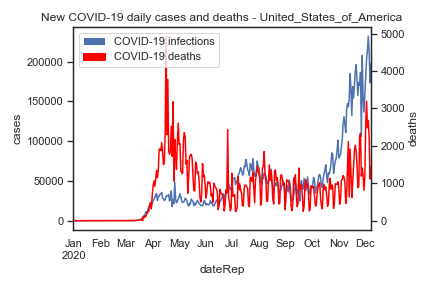 New COVID-19 daily cases and deaths - United_States_of_America
COVID-19 infections
COVID-19 deaths
cases
200000
150000
100000
50000
0
5000
4000
3000
2000
1000
0
deaths
Jan Feb Mar Apr May Jun Jul Aug Sep Oct Nov Dec
2020
dateRep